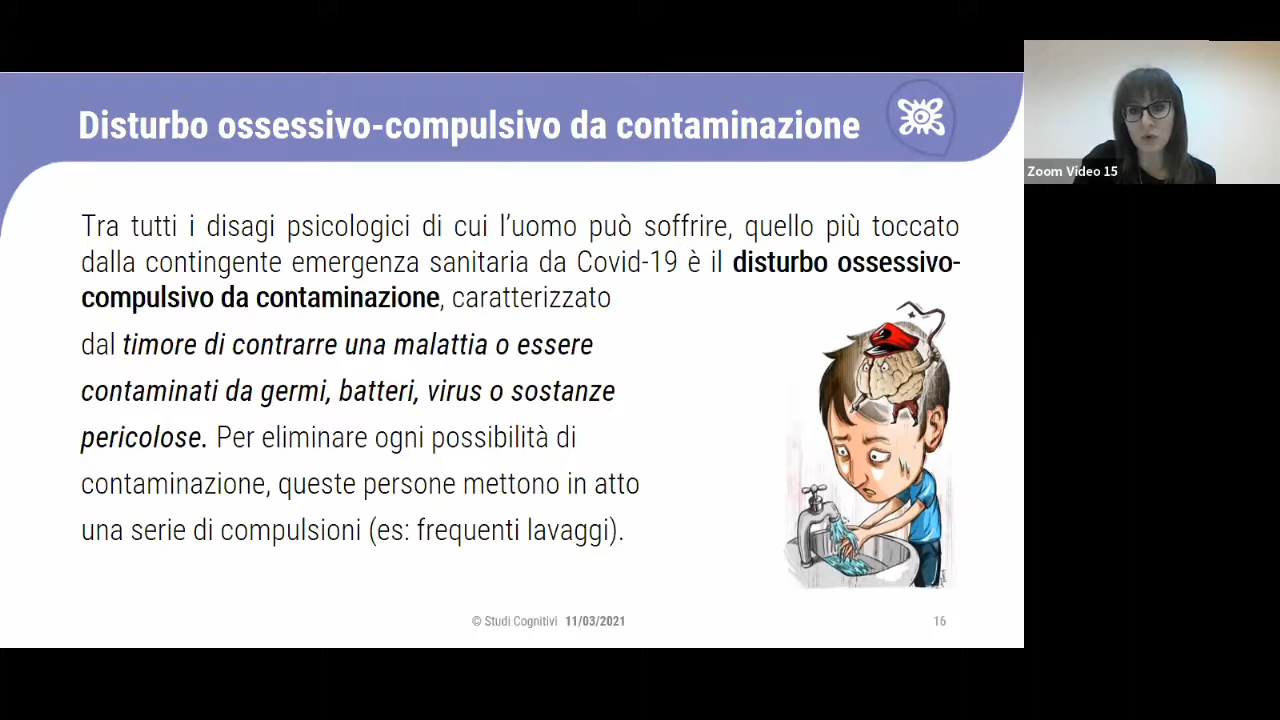 Disturbo ossessivo-compulsivo da contaminazione
Zoom Video 15
Tra tutti i disagi psicologici di cui l'uomo può soffrire, quello più toccato
dalla contingente emergenza sanitaria da Covid-19 è il disturbo ossessivo-
compulsivo da contaminazione, caratterizzato
dal timore di contrarre una malattia o essere
contaminati da germi, batteri, virus o sostanze
pericolose. Per eliminare ogni possibilità di
contaminazione, queste persone mettono in atto
una serie di compulsioni (es: frequenti lavaggi).
© Studi Cognitivi 11/03/2021
16